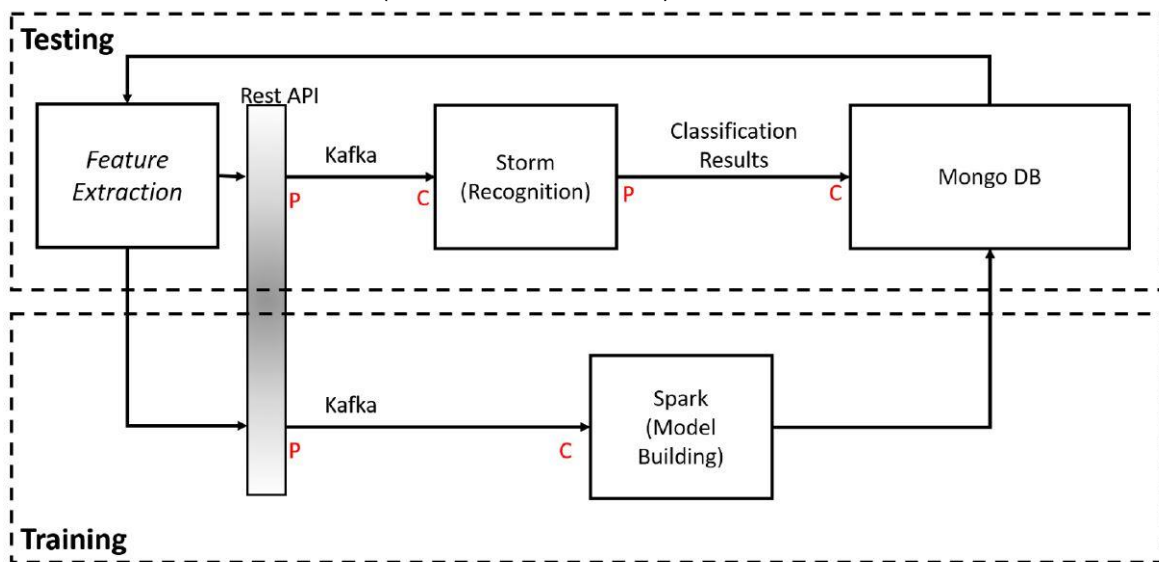 Testing
Rest API
Feature
Extraction
Kafka
P
C
Storm
(Recognition)
P
Classification
Results
C
Mongo DB
Kafka
P
C
Spark
(Model
Building)
Training